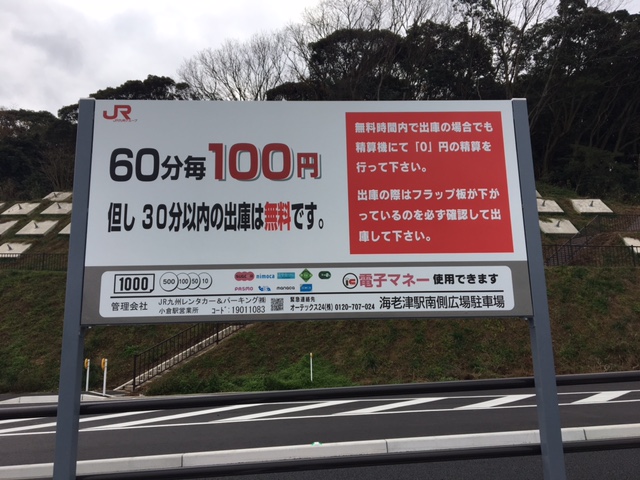 JR
60分毎100円
但し 30分以内の出庫は無料です。
無料時間内で出庫の場合でも
精算機にて「0」円の精算を
行って下さい。
出庫の際はフラップ板が下が
っているのを必ず確認して出
庫して下さい。
1000 500 100 50 10
nimoca
PASMO manaca
IC 電子マネー 使用できます
管理会社 JR九州レンタカー&パーキング㈱
小倉駅営業所 コード:19011083
緊急連絡先
オーテックス24(有) 0120-707-024
海老津駅南側広場駐車場